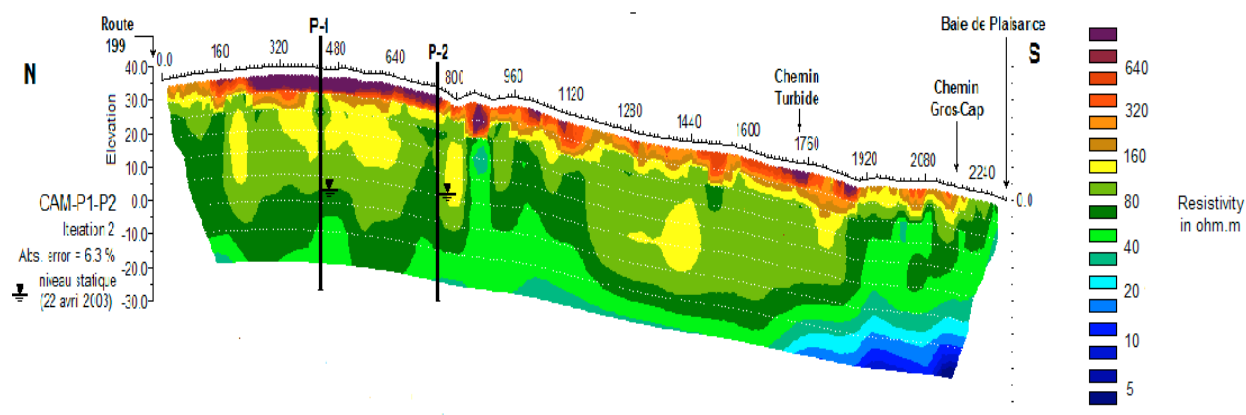 Route
199
P-1
P-2
Baie de Plaisance
N
S
0.0 160 320 480 640 800 960 1120 1280 1440 1600 1760 1920 2080 2240
Chemin
Turbide
Chemin
Gros-Cap
Elevation
40.0
30.0
20.0
10.0
0.00
-10.0
-20.0
-30.0
-0.0
CAM-P1-P2
Iteration 2
Abs. error = 6.3 %
niveau statique
(22 avri 2003)
640
320
160
80
40
20
10
5
Resistivity
in ohm.m